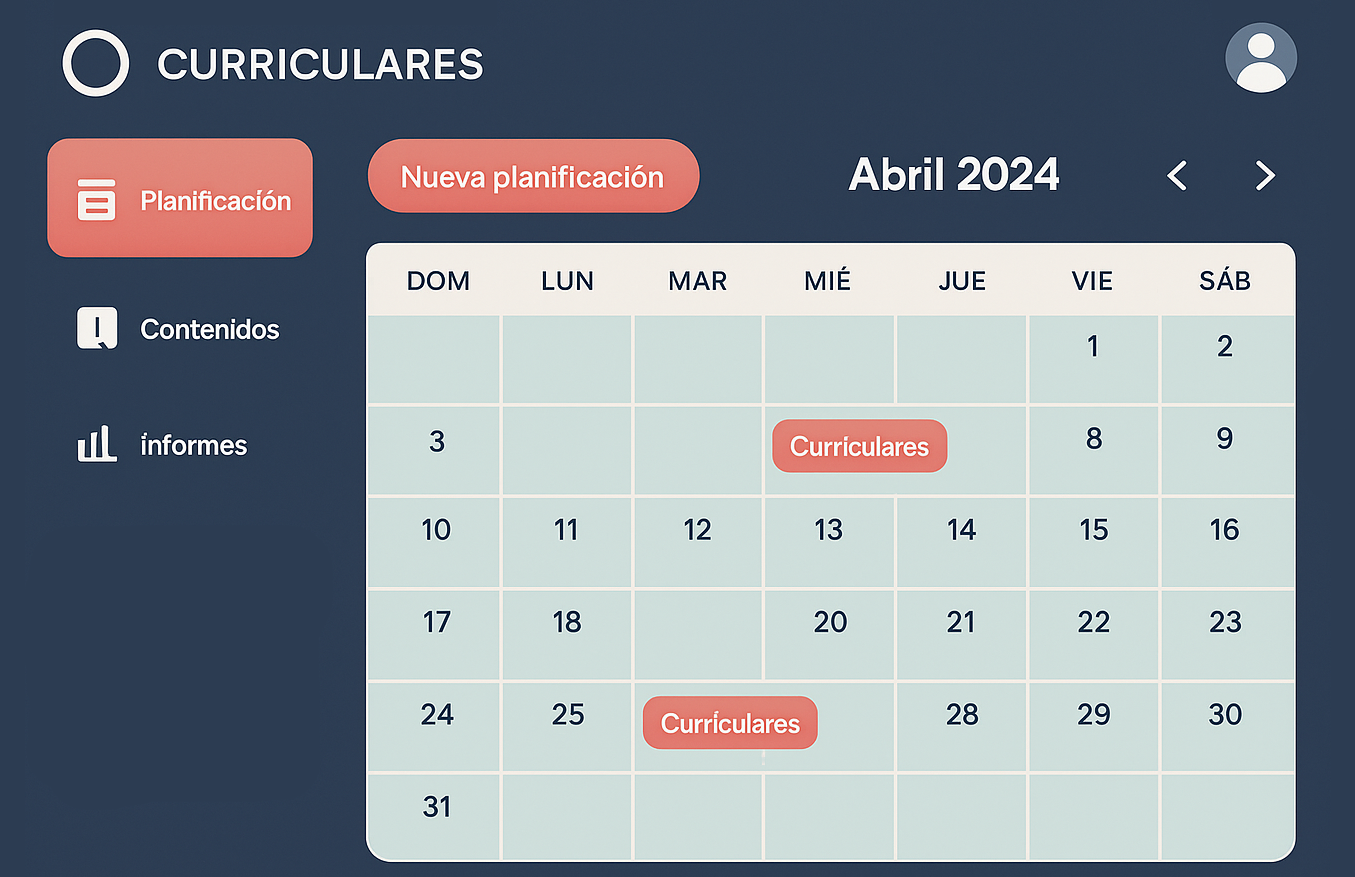 CURRICULARES
Planificacíón
Contenidos
ínformes
Nueva planificación
Abril 2024
DOM LUN MAR MIÉ JUE VIE SÁB
1 2
3 Currículares 8 9
10 11 12 13 14 15 16
17 18 20 21 22 23
24 25 Currículares 28 29 30
31